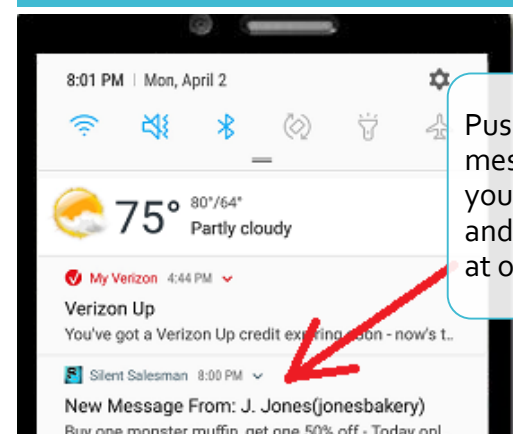 8:01 PM | Mon, April 2
75° 80°/64°
Partly cloudy
My Verizon 4:44 PM
Verizon Up
You've got a Verizon Up credit expiring soon - now's t..
Silent Salesman 8:00 PM
New Message From: J. Jones(jonesbakery)
Buy one monster muffin, get one 50% off - Today onl
Pus
mes
you
and
at o